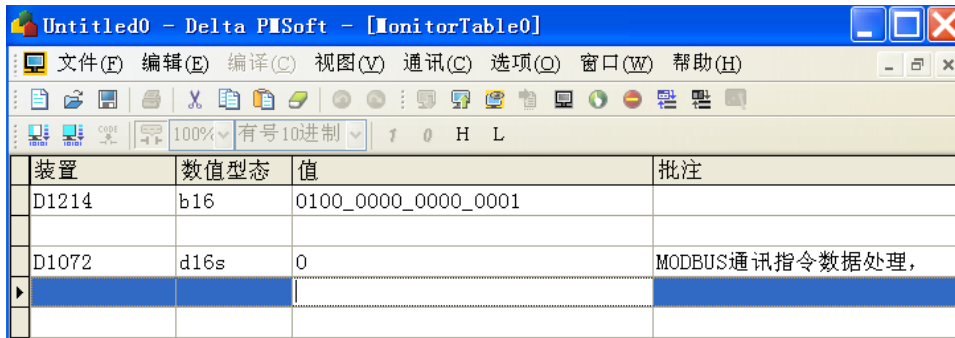 Untitled0 - Delta PMSoft - [MonitorTable0]
文件(F) 编辑(E) 编译(C) 视图(V) 通讯(C) 选项(O) 窗口(W) 帮助(H)
CODE
100% 有号10进制 1 0 H L
装置 数值型态 值 批注
D1214 b16 0100_0000_0000_0001
D1072 d16s 0 MODBUS通讯指令数据处理,